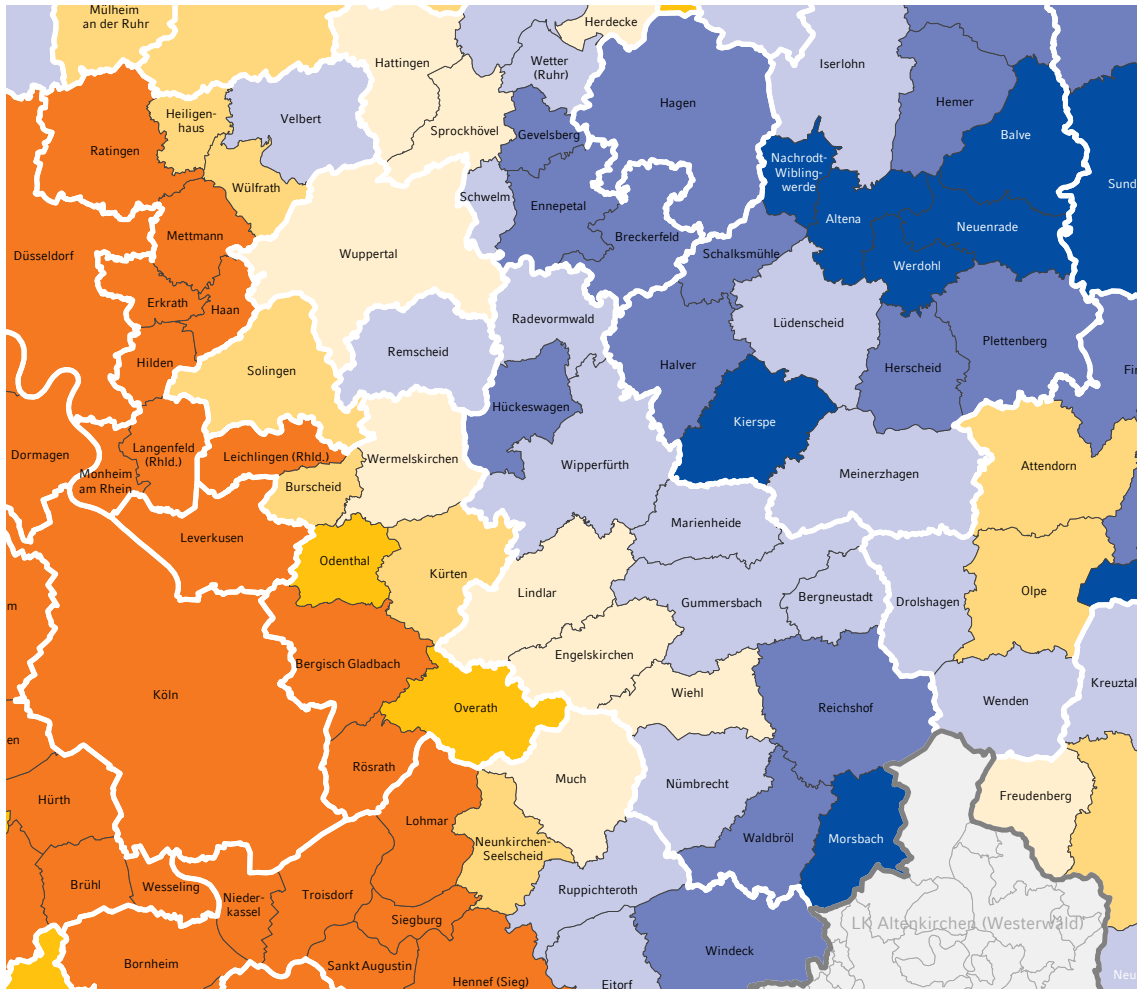 Mülheim
an der Ruhr
Herdecke
Hattingen
Wetter
(Ruhr)
Iserlohn
Hagen
Hemer
Heiligen-
haus
Velbert
Sprockhövel
Gevelsberg
Balve
Ratingen
Nachrodt-
Wibling-
werde
Sund
Wülfrath
Schwelm
Ennepetal
Altena
Neuenrade
Mettmann
Breckerfeld
Düsseldorf
Wuppertal
Schalksmühle
Werdohl
Erkrath
Haan
Radevormwald
Lüdenscheid
Plettenberg
Remscheid
Hilden
Solingen
Halver
Herscheid
Fin
Hückeswagen
Kierspe
Dormagen
Langenfeld
(Rhld.)
Leichlingen (Rhld.)
Wermelskirchen
Wipperfürth
Attendorn
Monheim
am Rhein
Burscheid
Meinerzhagen
Marienheide
Leverkusen
Odenthal
Kürten
Lindlar
Gummersbach
Bergneustadt
Drolshagen
Olpe
m
Engelskirchen
Bergisch Gladbach
Kreuztal
Köln
Wiehl
Overath
Reichshof
Wenden
en
Rösrath
Much
Nümbrecht
Freudenberg
Hürth
Lohmar
Neunkirchen-
Seelscheid
Waldbröl
Morsbach
Brühl
Wesseling
Ruppichteroth
Nieder-
kassel
Troisdorf
Siegburg
LK Altenkirchen (Westerwald)
Windeck
Bornheim
Sankt Augustin
Hennef (Sieg)
Eitorf
Neu